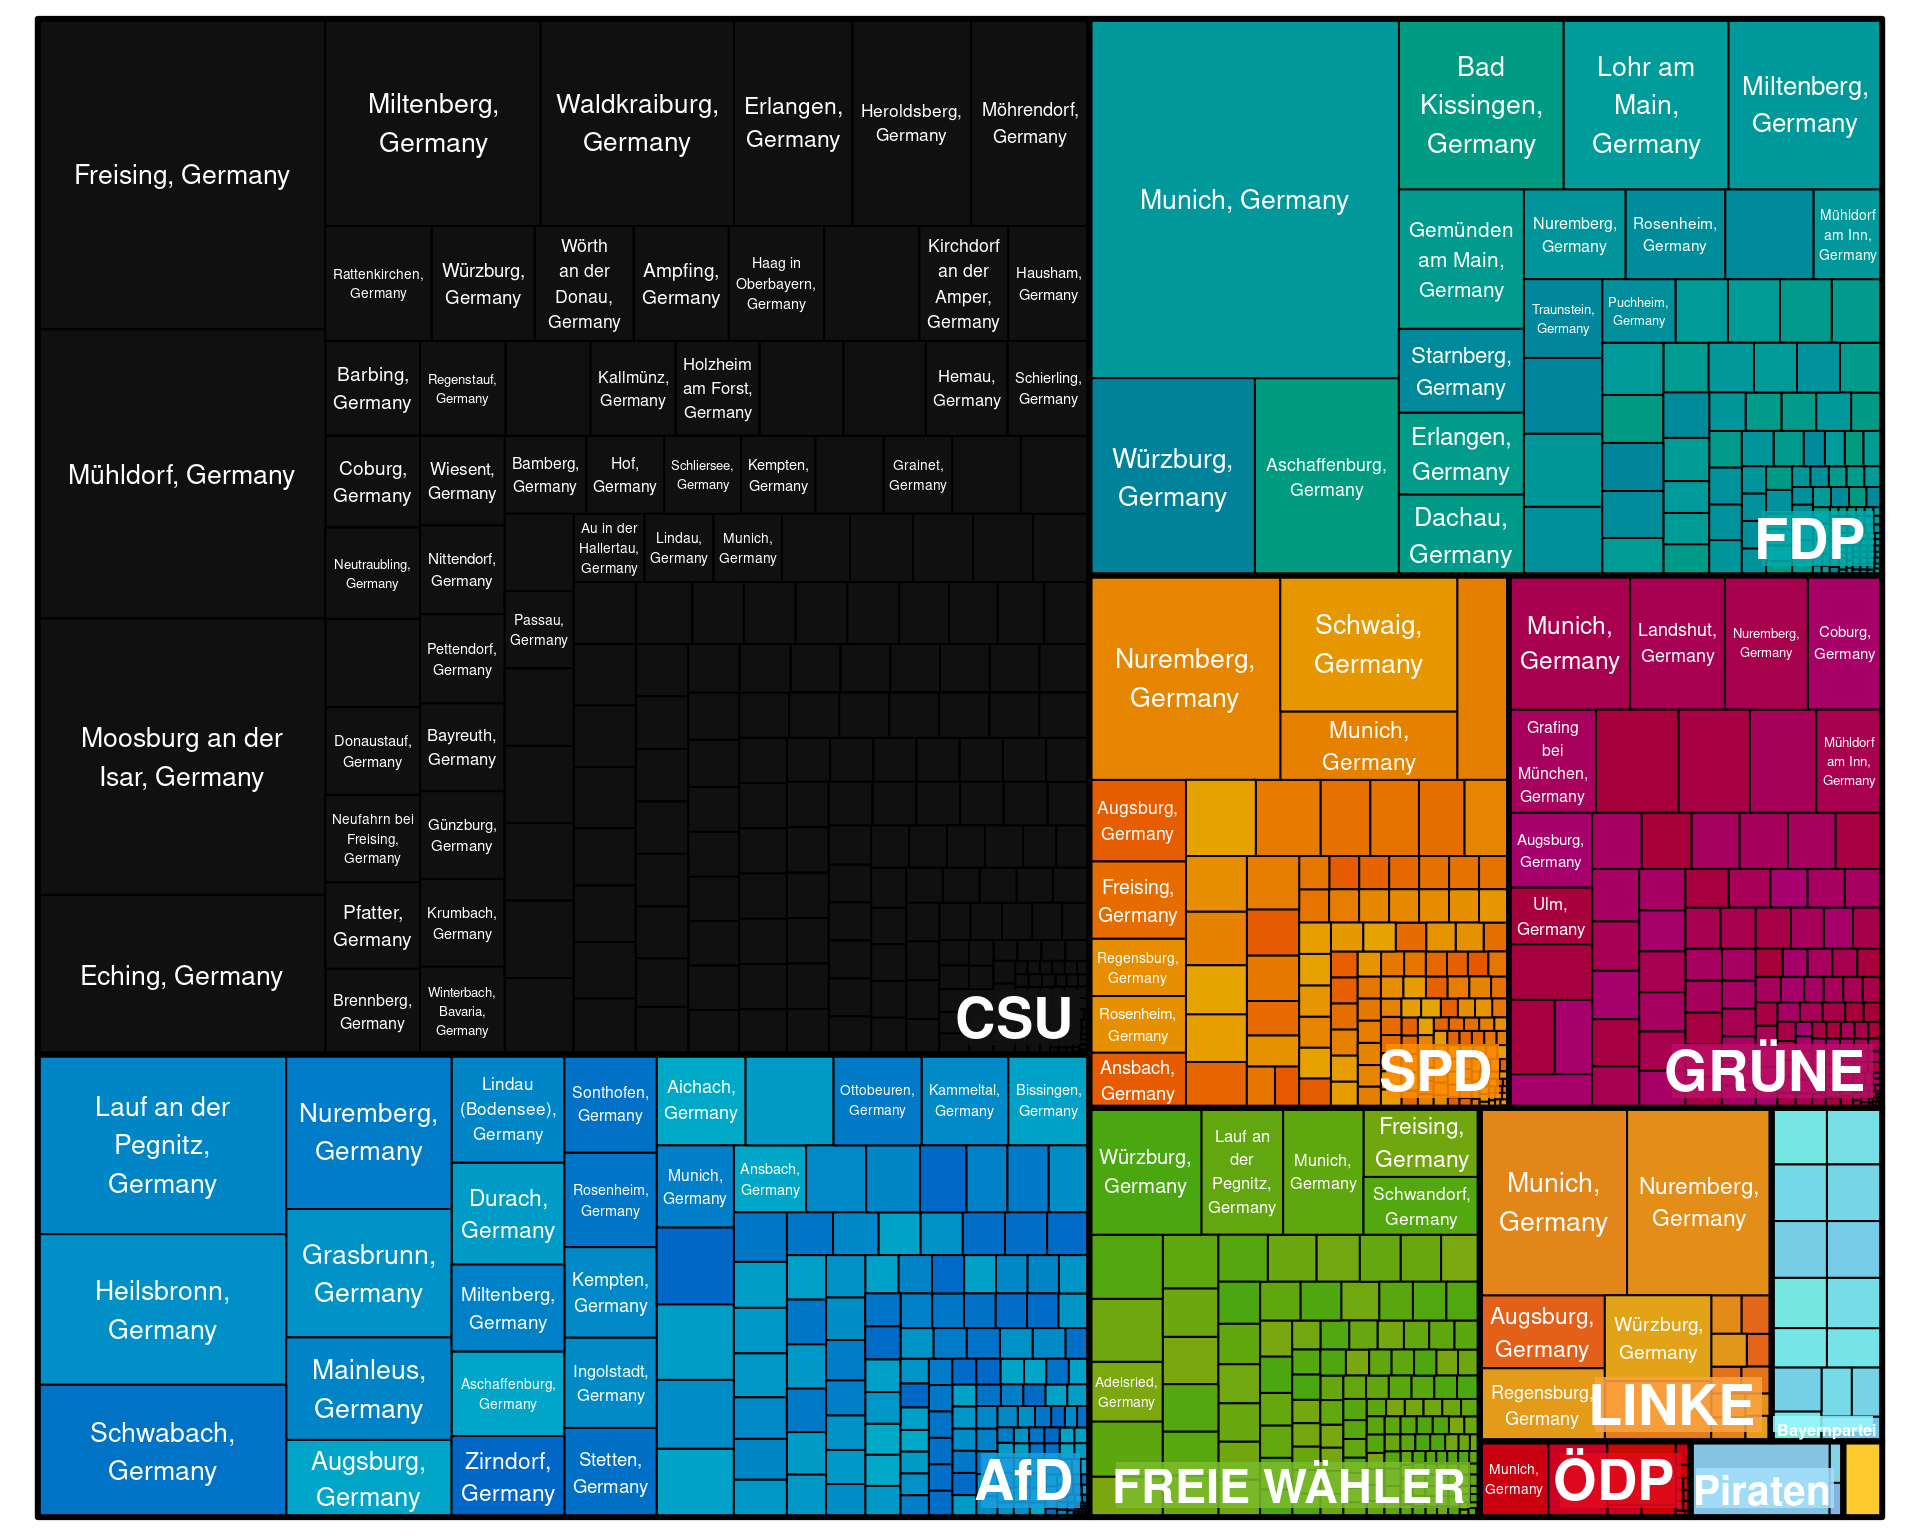 Freising, Germany
Mühldorf, Germany
Moosburg an der
Isar, Germany
Eching, Germany
Miltenberg,
Germany
Waldkraiburg,
Germany
Erlangen,
Germany
Heroldsberg,
Germany
Möhrendorf,
Germany
Rattenkirchen,
Germany
Würzburg,
Germany
Wörth
an der
Donau,
Germany
Ampfing,
Germany
Haag in
Oberbayern,
Germany
Kirchdorf
an der
Amper,
Germany
Hausham,
Germany
Barbing,
Germany
Regenstauf,
Germany
Kallmünz,
Germany
Holzheim
am Forst,
Germany
Hemau,
Germany
Schierling,
Germany
Coburg,
Germany
Wiesent,
Germany
Bamberg,
Germany
Hof,
Germany
Schliersee,
Germany
Kempten,
Germany
Grainet,
Germany
Neutraubling,
Germany
Nittendorf,
Germany
Au in der
Hallertau,
Germany
Lindau,
Germany
Munich,
Germany
Passau,
Germany
Pettendorf,
Germany
Donaustauf,
Germany
Bayreuth,
Germany
Neufahrn bei
Freising,
Germany
Günzburg,
Germany
Pfatter,
Germany
Krumbach,
Germany
Brennberg,
Germany
Winterbach,
Bavaria,
Germany
CSU
Munich, Germany
Bad
Kissingen,
Germany
Lohr am
Main,
Germany
Miltenberg,
Germany
Gemünden
am Main,
Germany
Nuremberg,
Germany
Rosenheim,
Germany
Mühldorf
am Inn,
Germany
Traunstein,
Germany
Puchheim,
Germany
Starnberg,
Germany
Würzburg,
Germany
Aschaffenburg,
Germany
Erlangen,
Germany
Dachau,
Germany
FDP
Nuremberg,
Germany
Schwaig,
Germany
Munich,
Germany
Augsburg,
Germany
Freising,
Germany
Regensburg,
Germany
Rosenheim,
Germany
Ansbach,
Germany
SPD
Munich,
Germany
Landshut,
Germany
Nuremberg,
Germany
Coburg,
Germany
Grafing
bei
München,
Germany
Mühldorf
am Inn,
Germany
Augsburg,
Germany
Ulm,
Germany
GRÜNE
Lauf an der
Pegnitz,
Germany
Heilsbronn,
Germany
Schwabach,
Germany
Nuremberg,
Germany
Grasbrunn,
Germany
Mainleus,
Germany
Augsburg,
Germany
Lindau
(Bodensee),
Germany
Durach,
Germany
Miltenberg,
Germany
Aschaffenburg,
Germany
Zirndorf,
Germany
Sonthofen,
Germany
Rosenheim,
Germany
Kempten,
Germany
Ingolstadt,
Germany
Stetten,
Germany
Aichach,
Germany
Ottobeuren,
Germany
Kammeltal,
Germany
Bissingen,
Germany
Munich,
Germany
Ansbach,
Germany
AfD
Würzburg,
Germany
Lauf an
der
Pegnitz,
Germany
Munich,
Germany
Freising,
Germany
Schwandorf,
Germany
Adelsried,
Germany
FREIE WÄHLER
Munich,
Germany
Nuremberg,
Germany
Augsburg,
Germany
Würzburg,
Germany
Regensburg,
Germany
LINKE
Bayernpartei
Munich,
Germany
ÖDP
Piraten